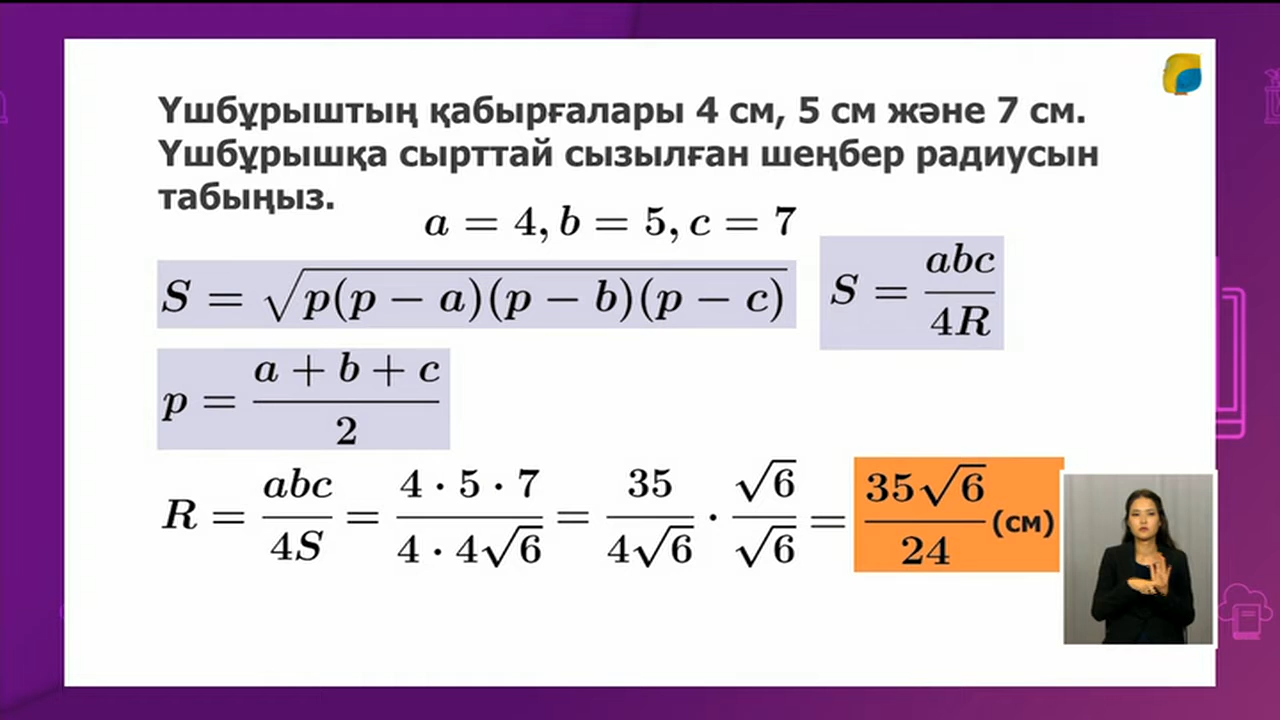 Үшбұрыштың қабырғалары 4 см, 5 см және 7 см.
Үшбұрышқа сырттай сызылған шеңбер радиусын
табыңыз.
a = 4, b = 5, c = 7
S = √(p(p − a)(p − b)(p − c))
S = abc/4R
p = (a + b + c)/2
R = abc/4S = (4 · 5 · 7)/(4 · 4√6) = 35/(4√6) · √6/√6 = 35√6/24 (см)